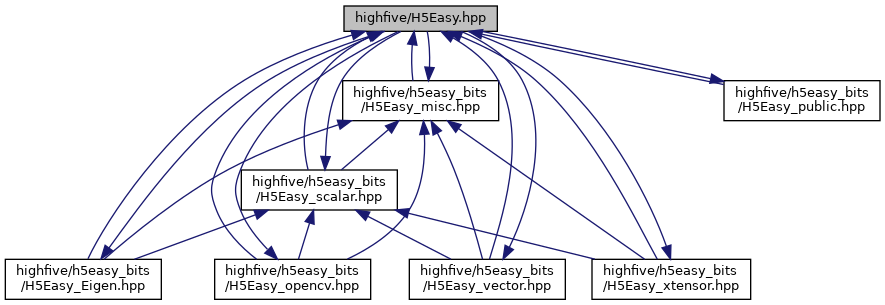 highfive/H5Easy.hpp
highfive/h5easy_bits
/H5Easy_misc.hpp
highfive/h5easy_bits
/H5Easy_public.hpp
highfive/h5easy_bits
/H5Easy_scalar.hpp
highfive/h5easy_bits
/H5Easy_Eigen.hpp
highfive/h5easy_bits
/H5Easy_opencv.hpp
highfive/h5easy_bits
/H5Easy_vector.hpp
highfive/h5easy_bits
/H5Easy_xtensor.hpp